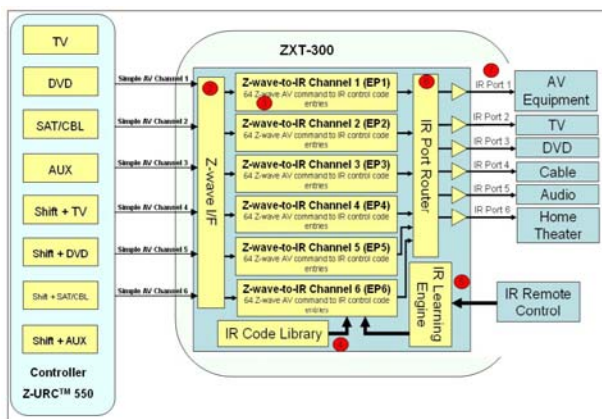 ZXT-300
TV
DVD
SAT/CBL
AUX
Shift + TV
Shift + DVD
Shift + SAT/CBL
Shift + AUX
Controller
Z-URC™ 550
Simple AV Channel 1
Simple AV Channel 2
Simple AV Channel 3
Simple AV Channel 4
Simple AV Channel 5
Simple AV Channel 6
Z-wave I/F
Z-wave-to-IR Channel 1 (EP1)
64 Z-wave AV command to IR control code
entries
Z-wave-to-IR Channel 2 (EP2)
64 Z-wave AV command to IR control code
entries
Z-wave-to-IR Channel 3 (EP3)
64 Z-wave AV command to IR control code
entries
Z-wave-to-IR Channel 4 (EP4)
64 Z-wave AV command to IR control code
entries
Z-wave-to-IR Channel 5 (EP5)
64 Z-wave AV command to IR control code
entries
Z-wave-to-IR Channel 6 (EP6)
64 Z-wave AV command to IR control code
entries
IR Code Library
IR Port Router
IR Learning
Engine
IR Port 1
IR Port 2
IR Port 3
IR Port 4
IR Port 5
IR Port 6
AV
Equipment
TV
DVD
Cable
Audio
Home
Theater
IR Remote
Control